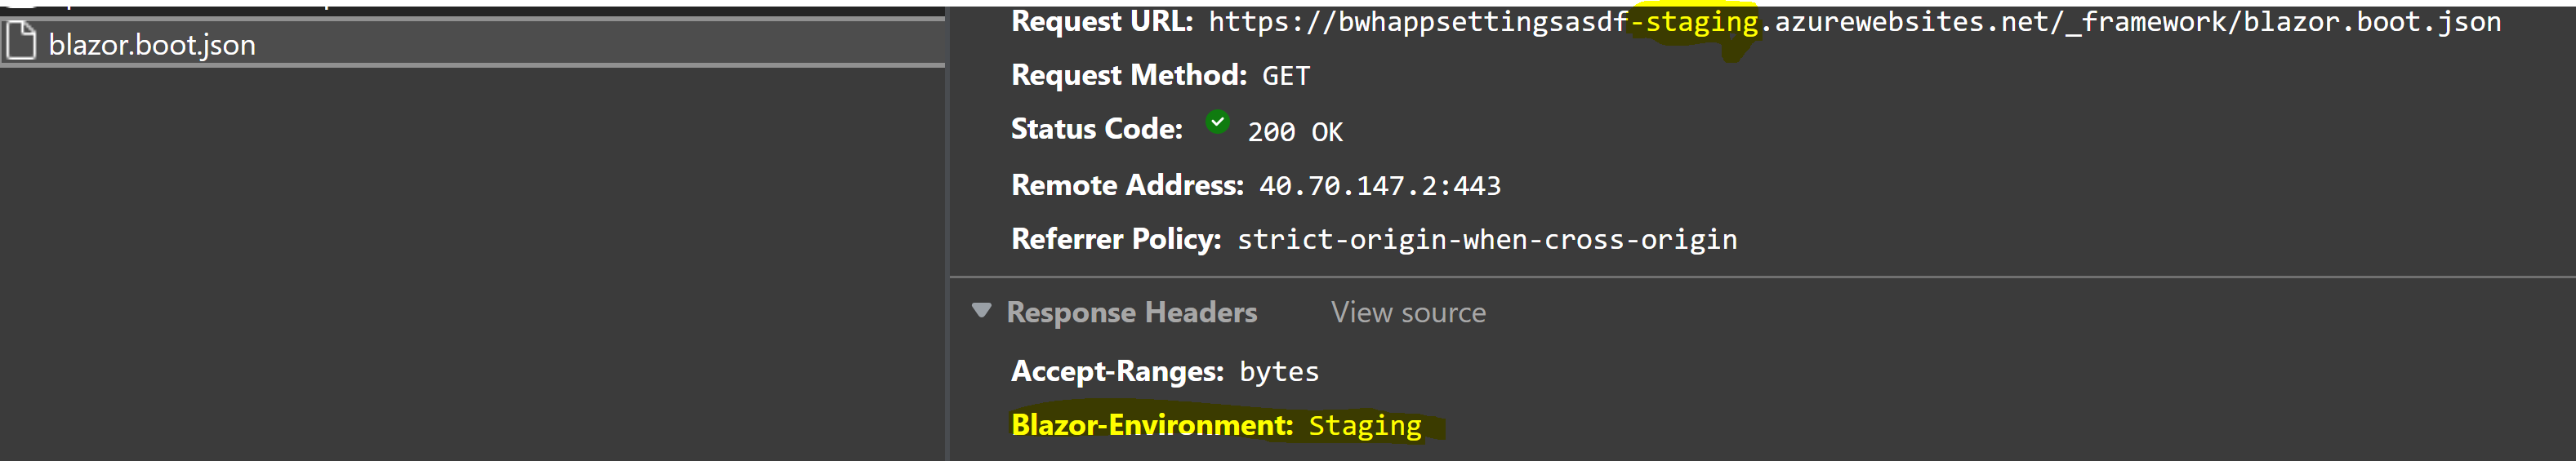 blazor.boot.json
Request URL: https://bwhappsettingsasdf-staging.azurewebsites.net/_framework/blazor.boot.json
Request Method: GET
Status Code: 200 OK
Remote Address: 40.70.147.2:443
Referrer Policy: strict-origin-when-cross-origin
Response Headers View source
Accept-Ranges: bytes
Blazor-Environment: Staging